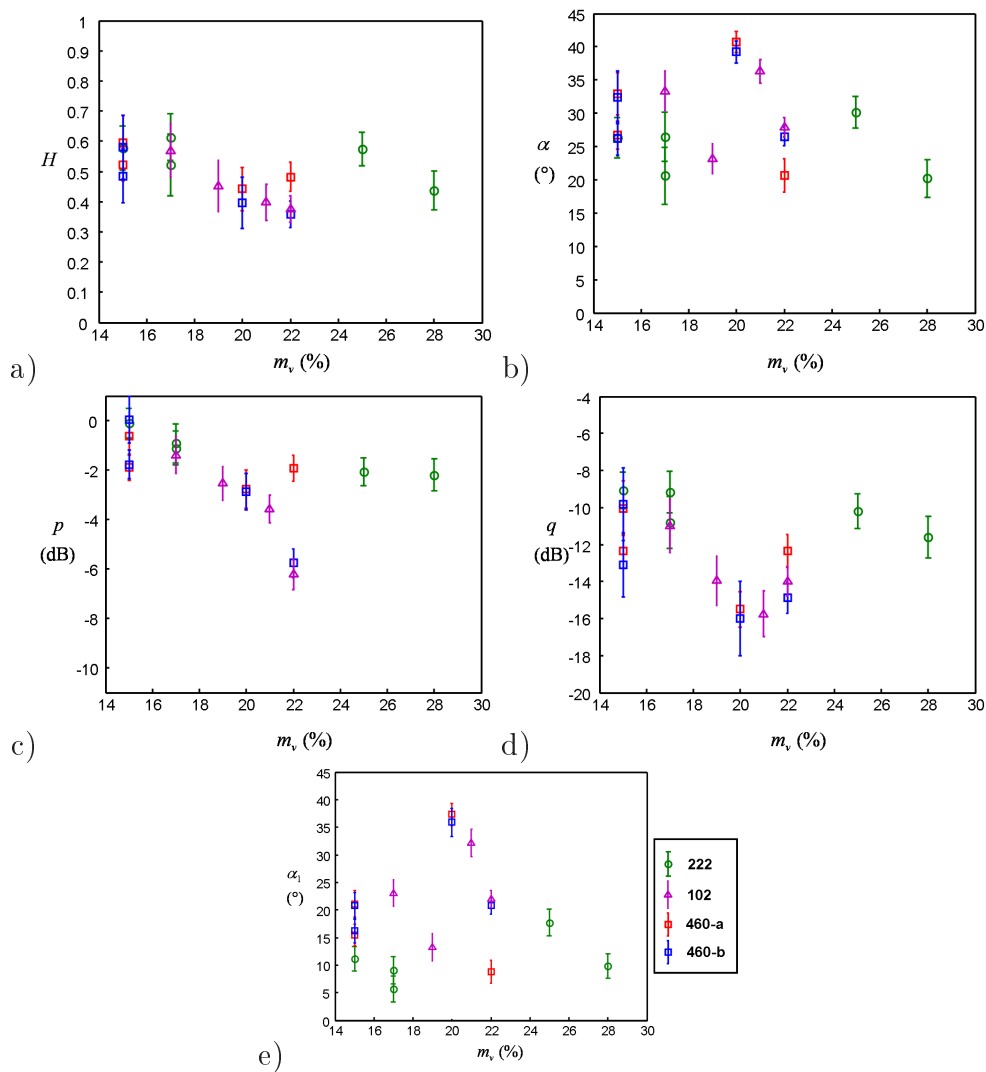 1
0.9
0.8
0.7
0.6
0.5
0.4
0.3
0.2
0.1
0
H
14 16 18 20 22 24 26 28 30
mv (%)
a)
45
40
35
30
25
20
15
10
5
0
α
(°)
14 16 18 20 22 24 26 28 30
mv (%)
b)
0
-2
-4
-6
-8
-10
p
(dB)
14 16 18 20 22 24 26 28 30
mv (%)
c)
-4
-6
-8
-10
-12
-14
-16
-18
-20
q
(dB)
14 16 18 20 22 24 26 28 30
mv (%)
d)
45
40
35
30
25
20
15
10
5
0
α1
(°)
14 16 18 20 22 24 26 28 30
mv (%)
e)
222
102
460-a
460-b